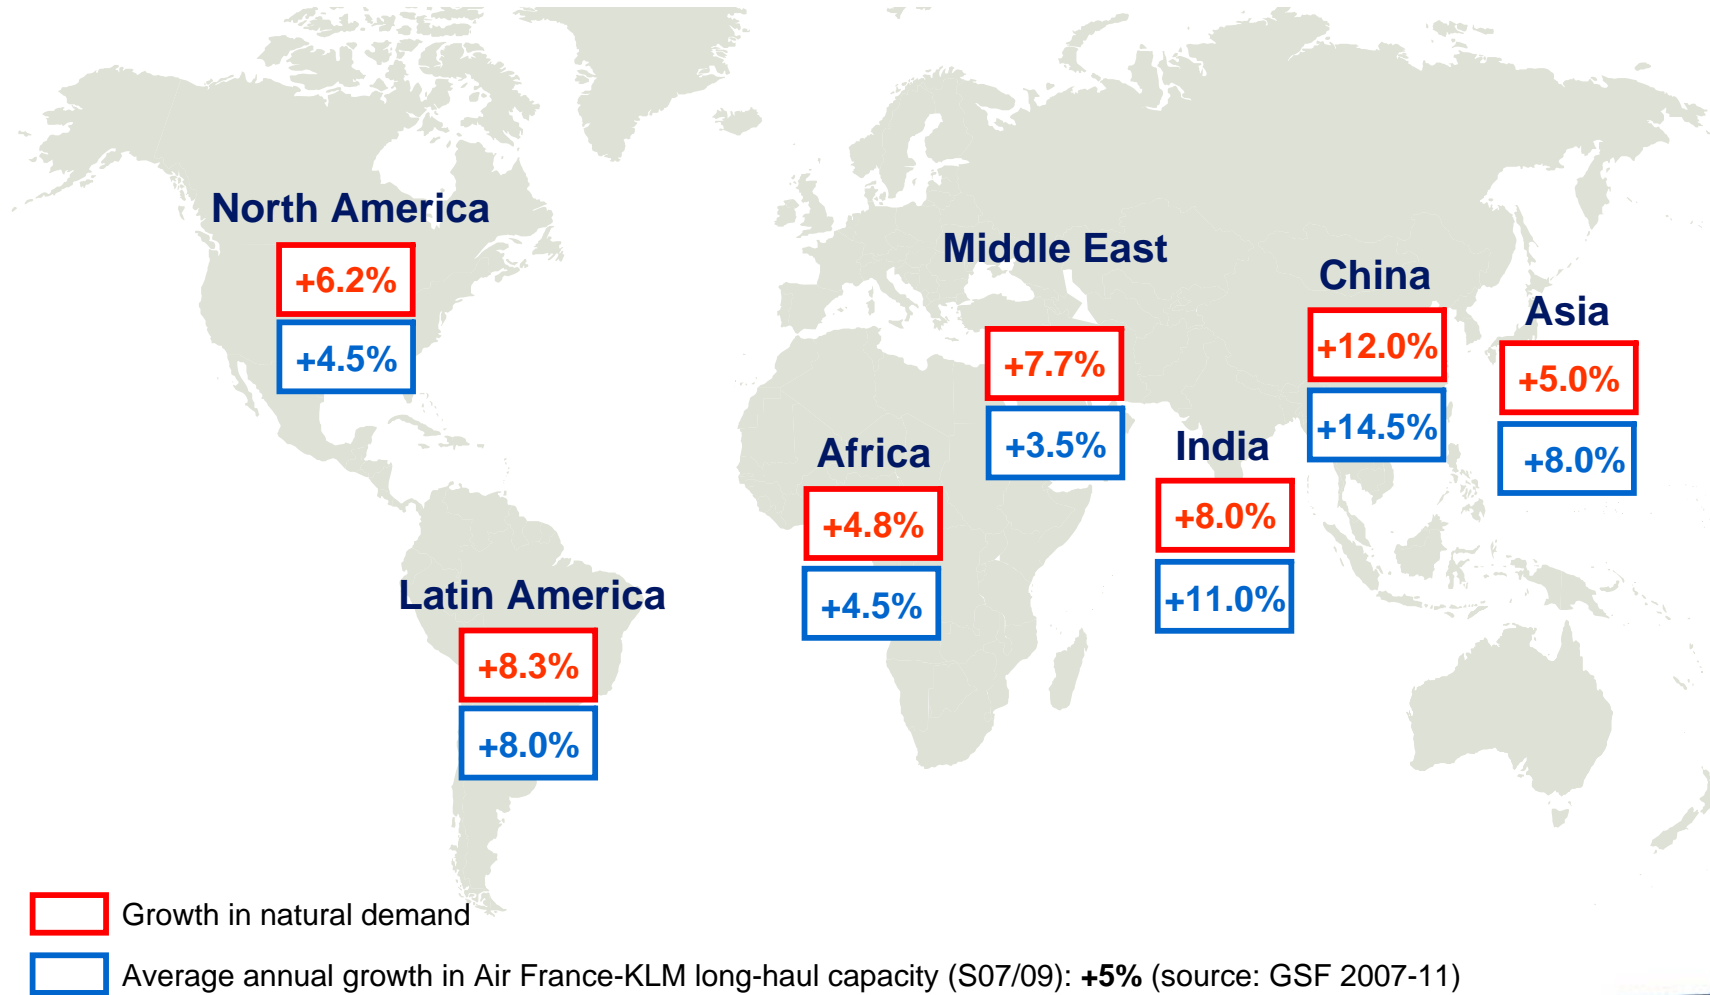 North America
+6.2%
+4.5%
Latin America
+8.3%
+8.0%
Africa
+4.8%
+4.5%
Middle East
+7.7%
+3.5%
India
+8.0%
+11.0%
China
+12.0%
+14.5%
Asia
+5.0%
+8.0%
Growth in natural demand
Average annual growth in Air France-KLM long-haul capacity (S07/09): +5% (source: GSF 2007-11)